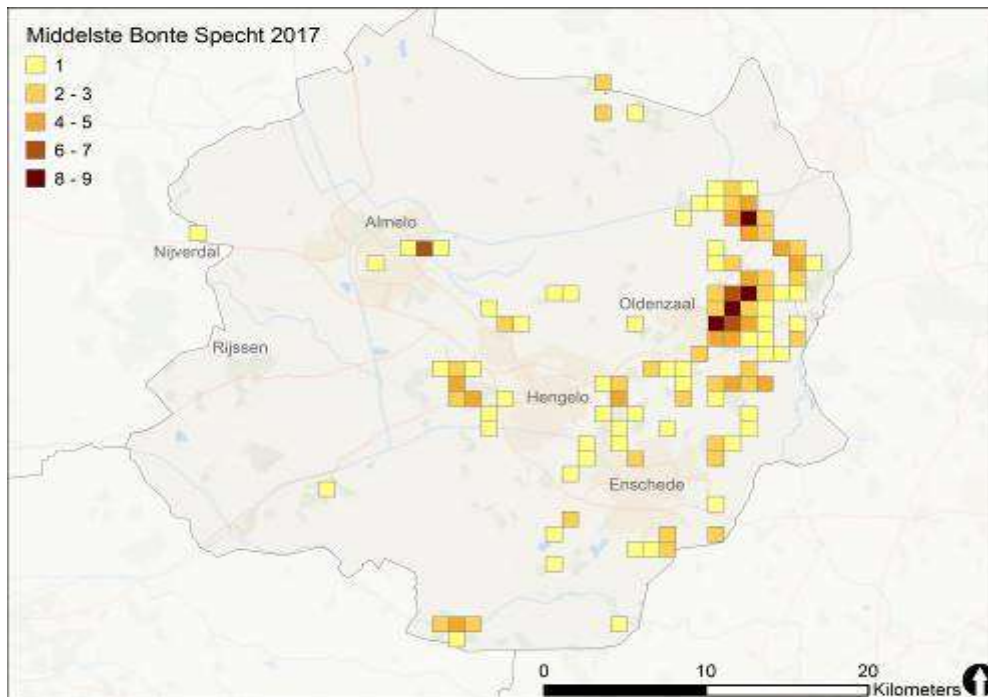 Middelste Bonte Specht 2017
1
2 - 3
4 - 5
6 - 7
8 - 9
Almelo
Nijverdal
Oldenzaal
Rijssen
Hengelo
Enschede
0 10 20
Kilometers